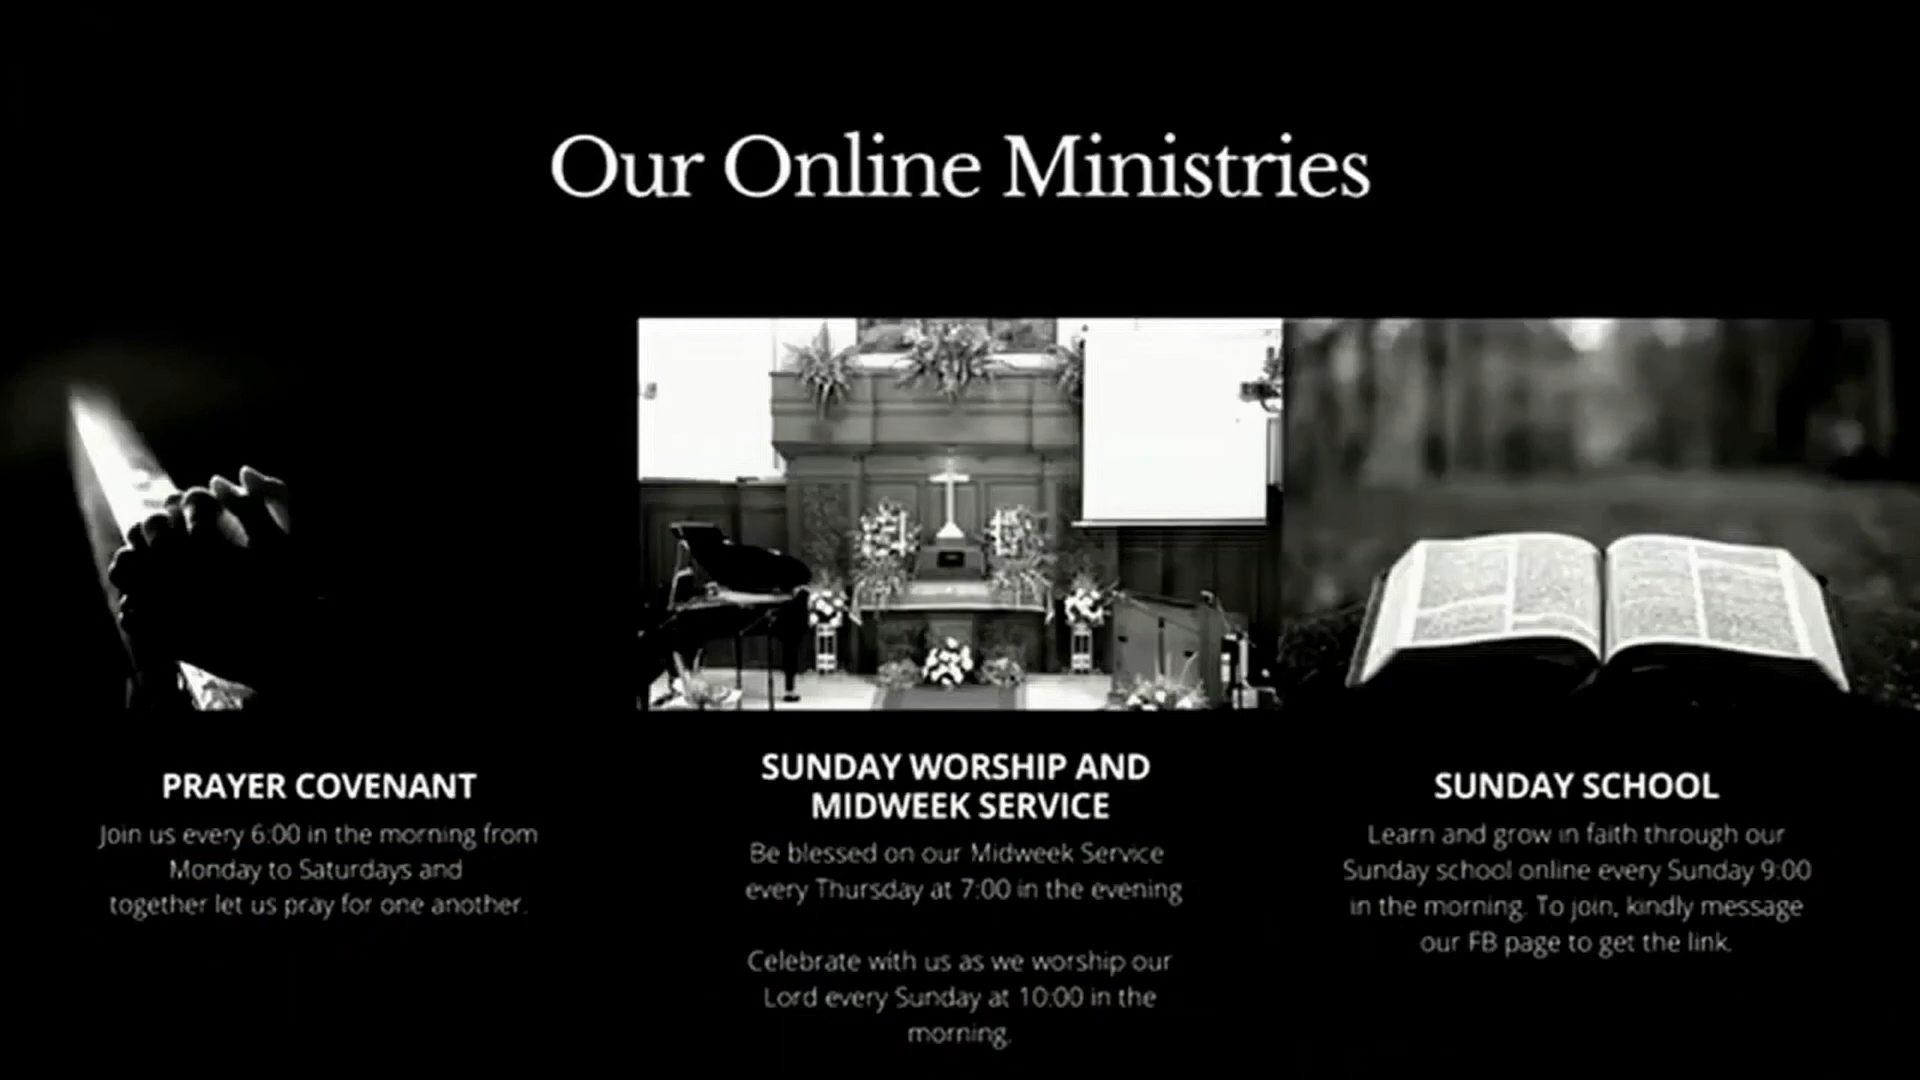 Our Online Ministries
PRAYER COVENANT
Join us every 6:00 in the morning from
Monday to Saturdays and
together let us pray for one another.
SUNDAY WORSHIP AND
MIDWEEK SERVICE
Be blessed on our Midweek Service
every Thursday at 7:00 in the evening
Celebrate with us as we worship our
Lord every Sunday at 10:00 in the
morning.
SUNDAY SCHOOL
Learn and grow in faith through our
Sunday school online every Sunday 9:00
in the morning. To join, kindly message
our FB page to get the link.